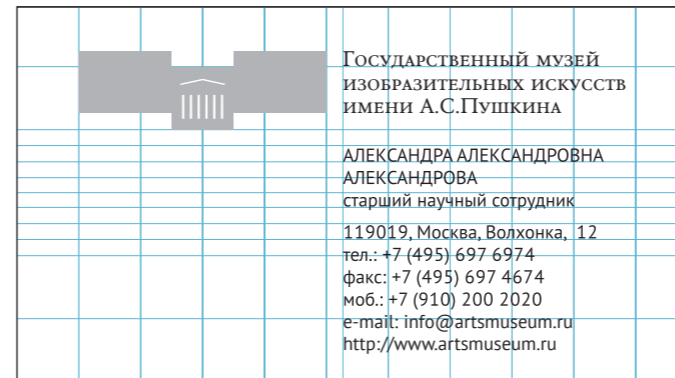 Государственный музей
изобразительных искусств
имени А.С.Пушкина
АЛЕКСАНДРА АЛЕКСАНДРОВНА
АЛЕКСАНДРОВА
старший научный сотрудник
119019, Москва, Волхонка, 12
тел.: +7 (495) 697 6974
факс: +7 (495) 697 4674
моб.: +7 (910) 200 2020
e-mail: info@artsmuseum.ru
http://www.artsmuseum.ru